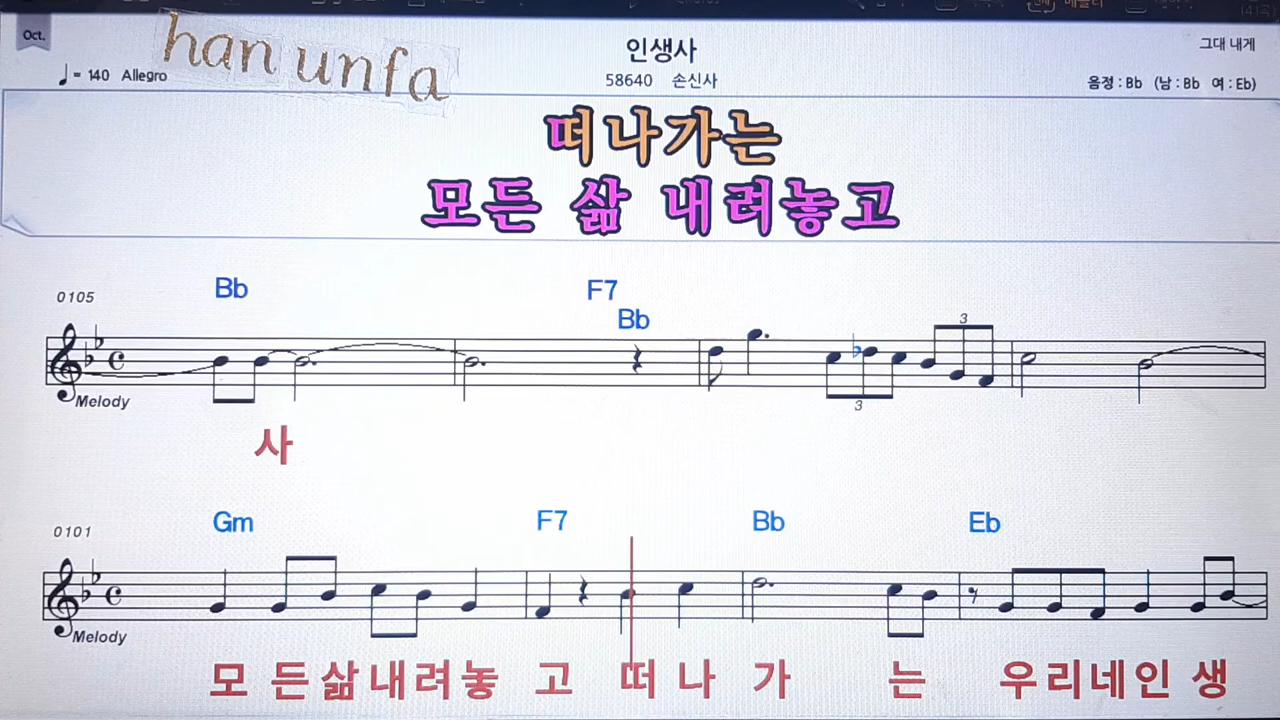 Oct.
han unfa
인생사
그대 내게
♩= 140 Allegro
58640 손신사
음정 : Bb (남 : Bb 여 : Eb)
떠나가는
모든 삶 내려놓고
0105
Bb
F7
Bb
3
3
Melody
사
0101
Gm F7 Bb Eb
Melody
모 든삶내려놓 고 떠 나 가 는 우리네인 생